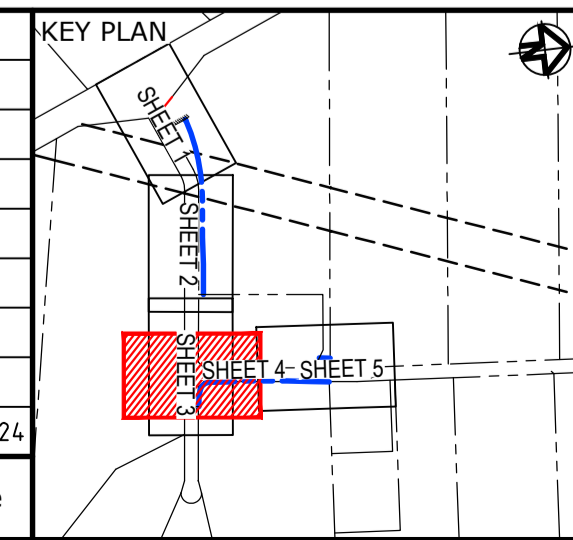 KEY PLAN
N
SHEET 1
SHEET 2
SHEET 3
SHEET 4
SHEET 5
24
e